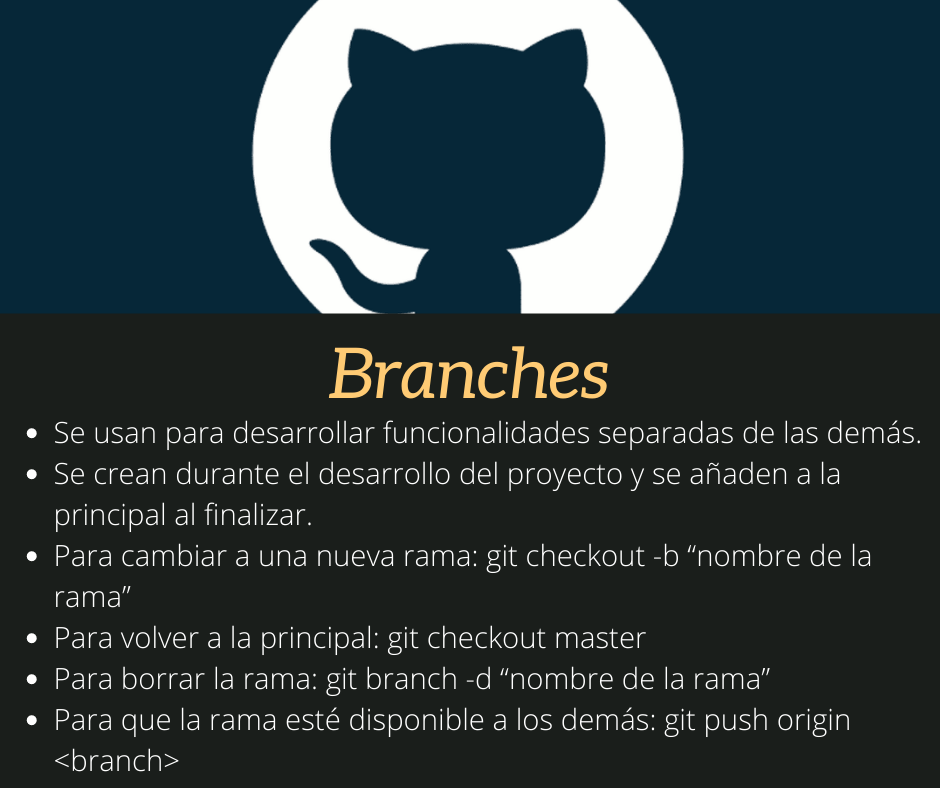 Branches
• Se usan para desarrollar funcionalidades separadas de las demás.
• Se crean durante el desarrollo del proyecto y se añaden a la
principal al finalizar.
• Para cambiar a una nueva rama: git checkout -b “nombre de la
rama”
• Para volver a la principal: git checkout master
• Para borrar la rama: git branch -d “nombre de la rama”
• Para que la rama esté disponible a los demás: git push origin
<branch>